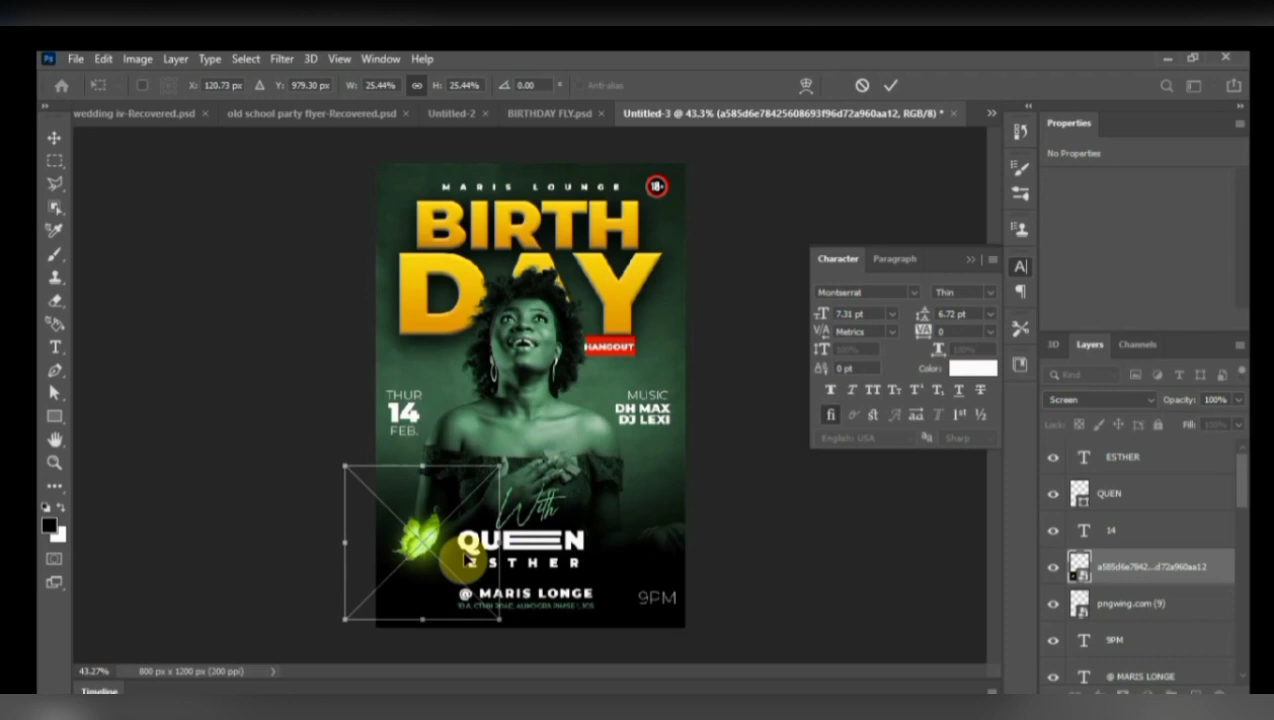 Ps File Edit Image Layer Type Select Filter 3D View Window Help
X: 120.73 px Y: 979.30 px W: 25.44% H: 25.44% 0.00 ° Anti-alias
wedding iv-Recovered.psd × old school party flyer-Recovered.psd × Untitled-2 × BIRTHDAY FLY.psd × Untitled-3 @ 43.3% (a585d6e78425608693f96d72a960aa12, RGB/8) * ×
Properties
No Properties
MARIS LOUNGE
18+
BIRTH
DAY
HANGOUT
THUR
14
FEB.
MUSIC
DH MAX
DJ LEXI
With
QUEEN
ESTHER
@ MARIS LONGE
9PM
Character Paragraph
Montserrat Thin
7.31 pt 6.72 pt
Metrics 0
100% 100%
0 pt Color:
English: USA Sharp
3D Layers Channels
Kind
Screen Opacity: 100%
Lock: Fill: 100%
ESTHER
QUEN
14
a585d6e7842...d72a960aa12
pngwing.com (9)
9PM
@ MARIS LONGE
43.27% 800 px x 1200 px (200 ppi)
Timeline